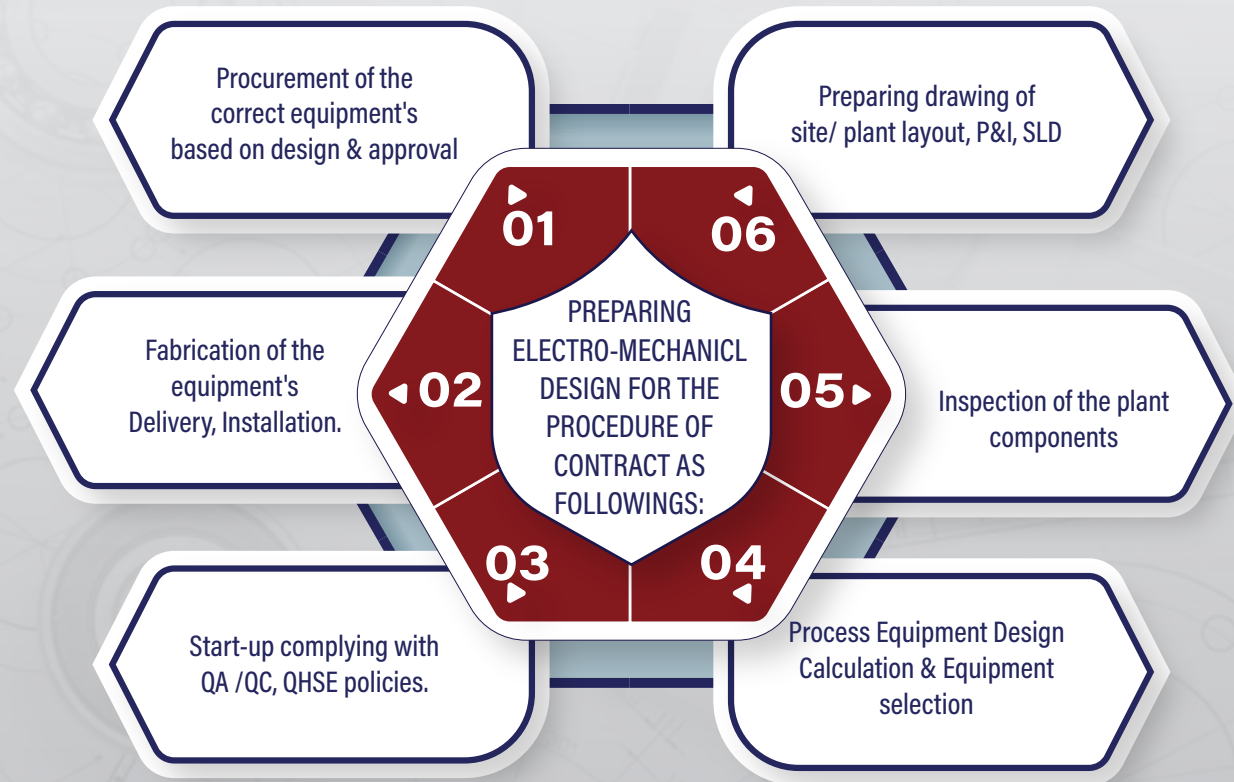 Procurement of the
correct equipment's
based on design & approval
01
Fabrication of the
equipment's
Delivery, Installation.
02
Start-up complying with
QA /QC, QHSE policies.
03
PREPARING
ELECTRO-MECHANICL
DESIGN FOR THE
PROCEDURE OF
CONTRACT AS
FOLLOWINGS:
04
Process Equipment Design
Calculation & Equipment
selection
05
Inspection of the plant
components
06
Preparing drawing of
site/ plant layout, P&I, SLD